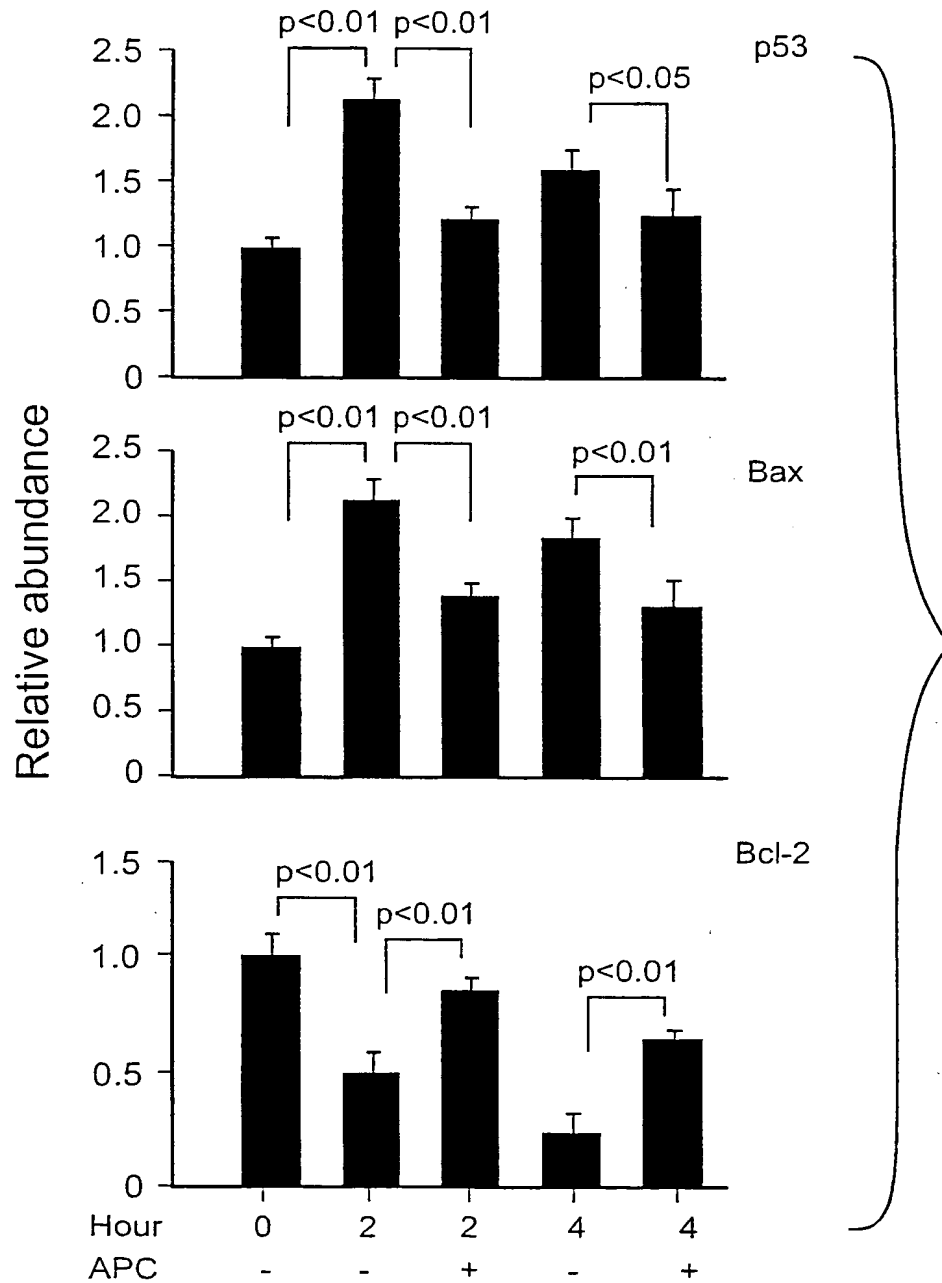 p<0.01 p<0.01
p53
2.5
p<0.05
2.0
1.5
1.0
0.5
0
Relative abundance
p<0.01 p<0.01
2.5
p<0.01
Bax
2.0
1.5
1.0
0.5
0
Bcl-2
1.5
p<0.01
p<0.01
1.0
p<0.01
0.5
0
Hour 0 2 2 4 4
APC - - + - +